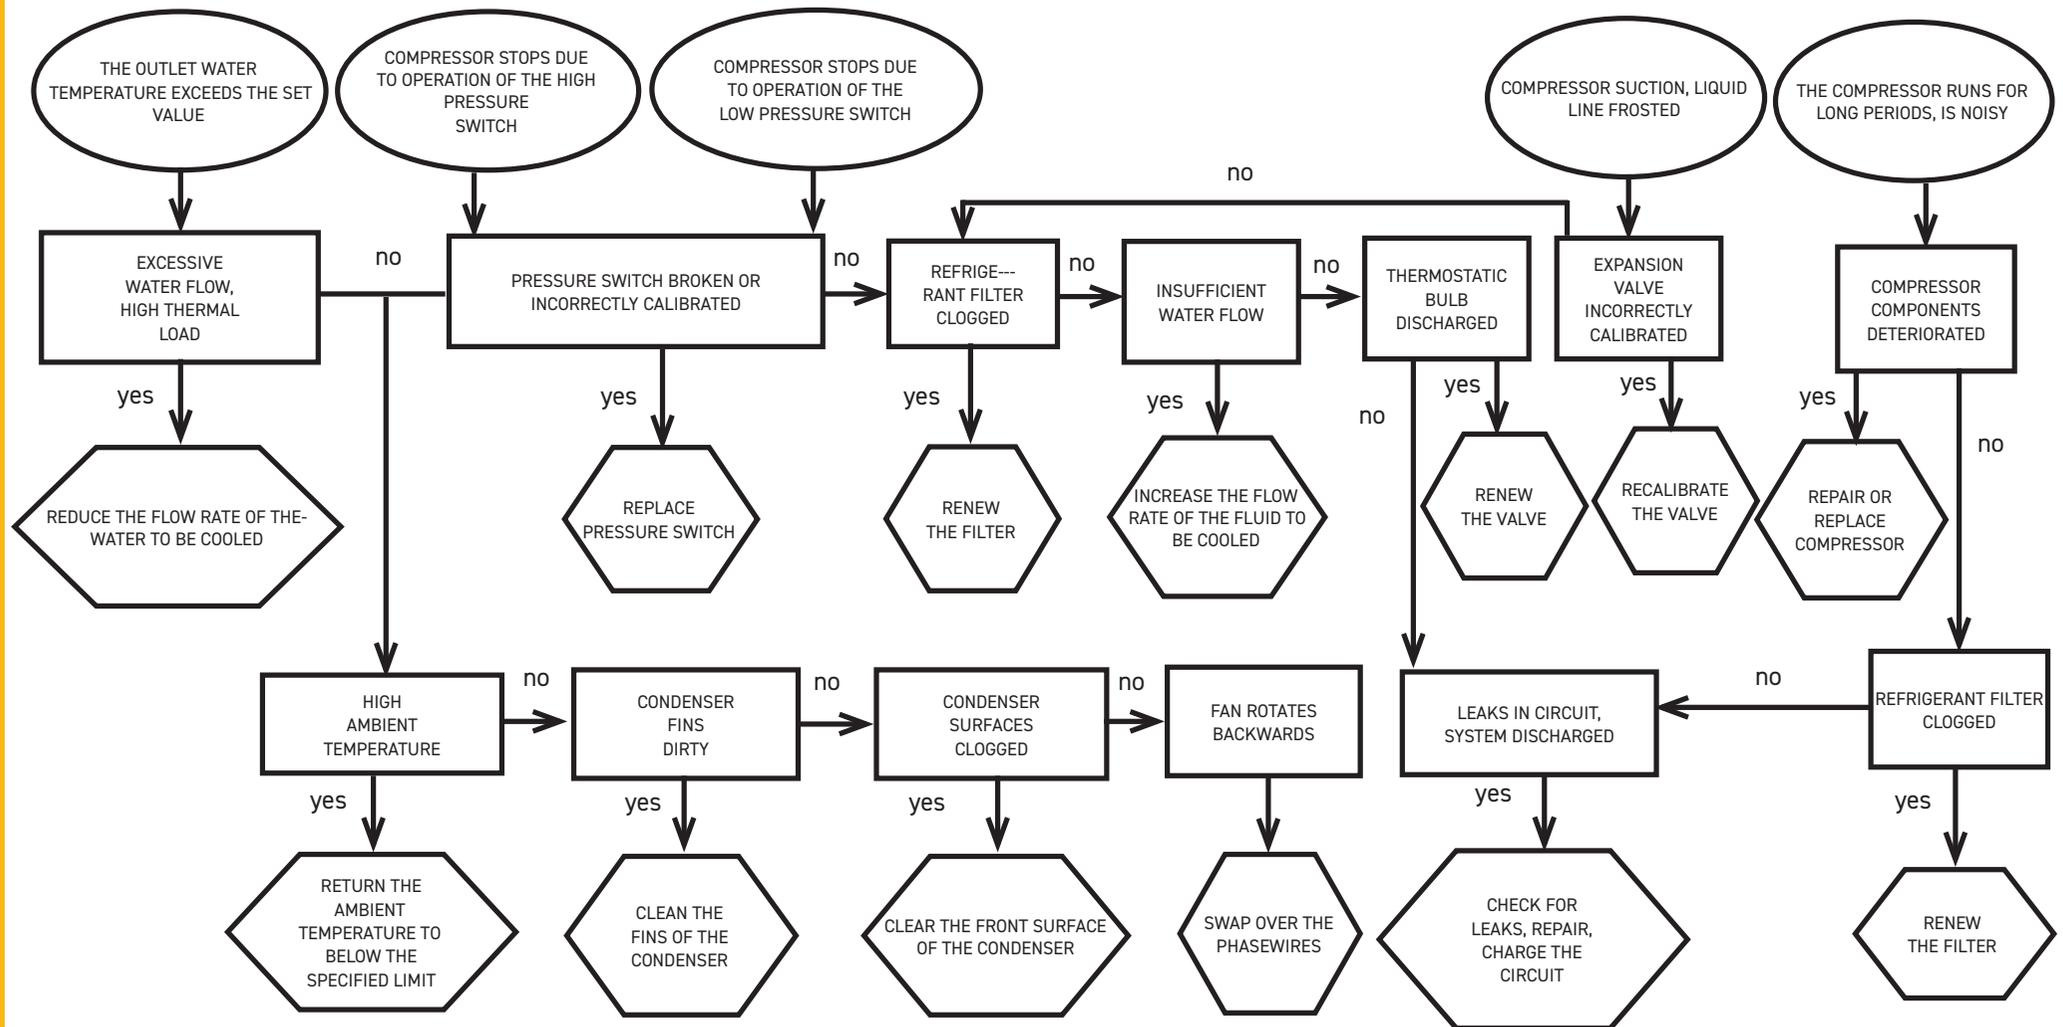 THE OUTLET WATER
TEMPERATURE EXCEEDS THE SET
VALUE
COMPRESSOR STOPS DUE
TO OPERATION OF THE HIGH
PRESSURE
SWITCH
COMPRESSOR STOPS DUE
TO OPERATION OF THE
LOW PRESSURE SWITCH
COMPRESSOR SUCTION, LIQUID
LINE FROSTED
THE COMPRESSOR RUNS FOR
LONG PERIODS, IS NOISY
no
EXCESSIVE
WATER FLOW,
HIGH THERMAL
LOAD
no
PRESSURE SWITCH BROKEN OR
INCORRECTLY CALIBRATED
no
REFRIGE---
RANT FILTER
CLOGGED
no
INSUFFICIENT
WATER FLOW
no
THERMOSTATIC
BULB
DISCHARGED
EXPANSION
VALVE
INCORRECTLY
CALIBRATED
COMPRESSOR
COMPONENTS
DETERIORATED
yes
yes
yes
yes
no
yes
yes
yes
no
REDUCE THE FLOW RATE OF THE-
WATER TO BE COOLED
REPLACE
PRESSURE SWITCH
RENEW
THE FILTER
INCREASE THE FLOW
RATE OF THE FLUID TO
BE COOLED
RENEW
THE VALVE
RECALIBRATE
THE VALVE
REPAIR OR
REPLACE
COMPRESSOR
HIGH
AMBIENT
TEMPERATURE
no
CONDENSER
FINS
DIRTY
no
CONDENSER
SURFACES
CLOGGED
no
FAN ROTATES
BACKWARDS
LEAKS IN CIRCUIT,
SYSTEM DISCHARGED
no
REFRIGERANT FILTER
CLOGGED
yes
yes
yes
yes
yes
RETURN THE
AMBIENT
TEMPERATURE TO
BELOW THE
SPECIFIED LIMIT
CLEAN THE
FINS OF THE
CONDENSER
CLEAR THE FRONT SURFACE
OF THE CONDENSER
SWAP OVER THE
PHASEWIRES
CHECK FOR
LEAKS, REPAIR,
CHARGE THE
CIRCUIT
RENEW
THE FILTER